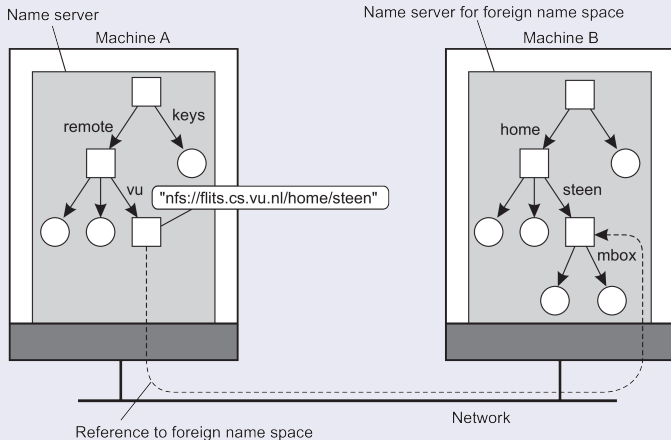 Name server
Name server for foreign name space
Machine A
Machine B
keys
remote
home
vu
"nfs://flits.cs.vu.nl/home/steen"
steen
mbox
Network
Reference to foreign name space